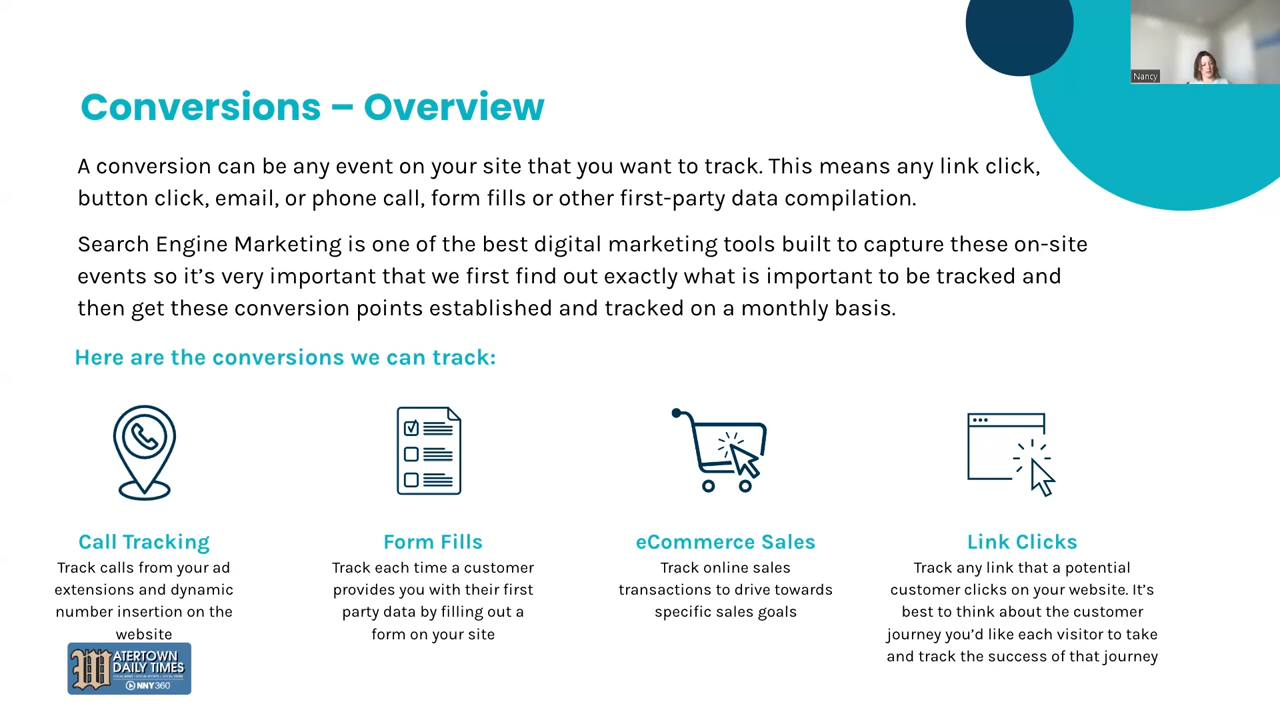 Nancy
Conversions – Overview
A conversion can be any event on your site that you want to track. This means any link click,
button click, email, or phone call, form fills or other first-party data compilation.
Search Engine Marketing is one of the best digital marketing tools built to capture these on-site
events so it’s very important that we first find out exactly what is important to be tracked and
then get these conversion points established and tracked on a monthly basis.
Here are the conversions we can track:
Call Tracking
Track calls from your ad
extensions and dynamic
number insertion on the
website
Form Fills
Track each time a customer
provides you with their first
party data by filling out a
form on your site
eCommerce Sales
Track online sales
transactions to drive towards
specific sales goals
Link Clicks
Track any link that a potential
customer clicks on your website. It’s
best to think about the customer
journey you’d like each visitor to take
and track the success of that journey
WATERTOWN
DAILY TIMES
NNY360